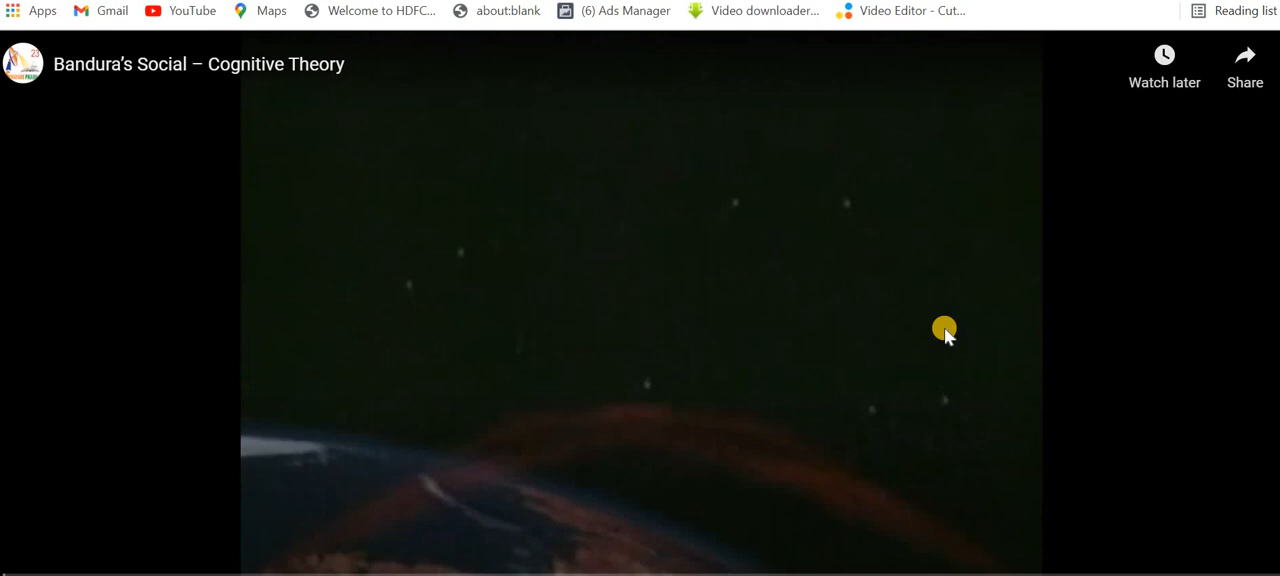 Apps Gmail YouTube Maps Welcome to HDFC... about:blank (6) Ads Manager Video downloader... Video Editor - Cut... Reading list
23
Bandura’s Social – Cognitive Theory
Watch later Share